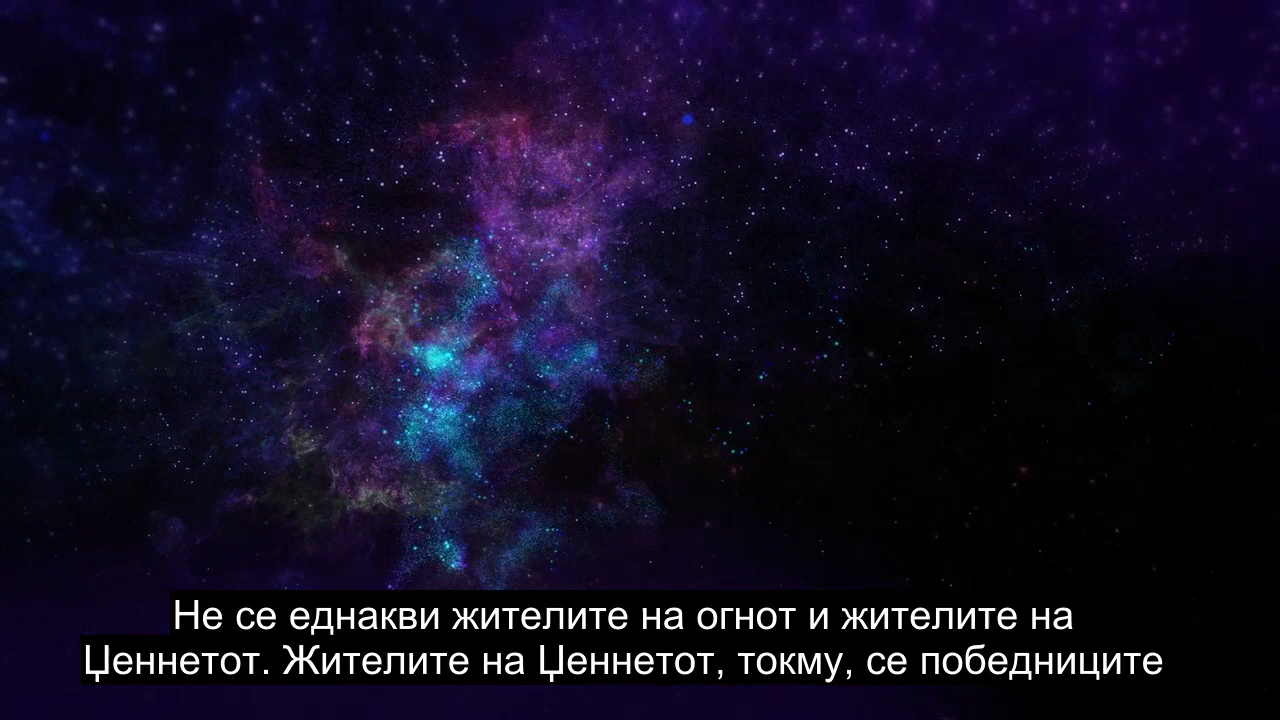 Не се еднакви жителите на огнот и жителите на
Џеннетот. Жителите на Џеннетот, токму, се победниците